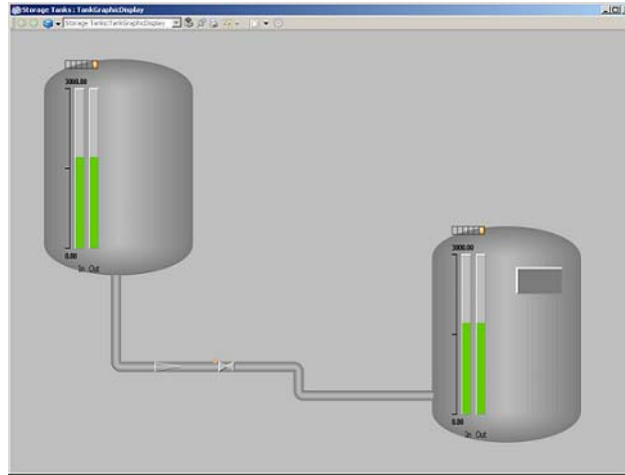 Storage Tanks : TankGraphicDisplay
Storage Tanks:TankGraphicDisplay
3000.00
0.00
In Out
3000.00
0.00
In Out